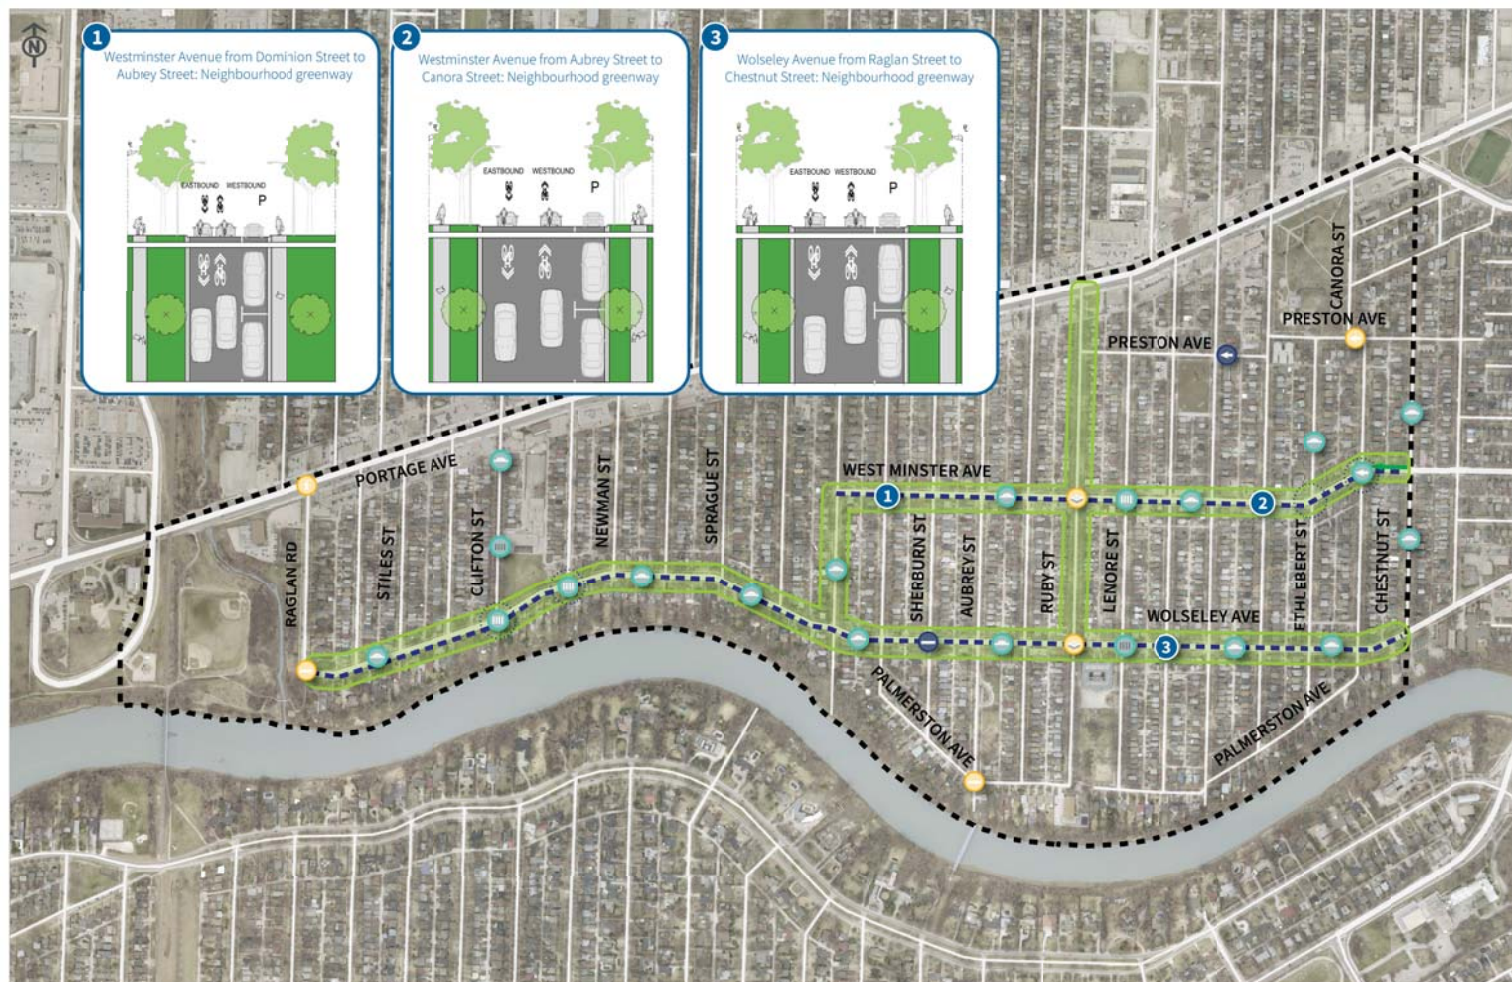 N
1
Westminster Avenue from Dominion Street to
Aubrey Street: Neighbourhood greenway
EASTBOUND WESTBOUND
P
2
Westminster Avenue from Aubrey Street to
Canora Street: Neighbourhood greenway
EASTBOUND WESTBOUND
P
3
Wolseley Avenue from Raglan Street to
Chestnut Street: Neighbourhood greenway
EASTBOUND WESTBOUND
P
CANORA ST
PRESTON AVE
PRESTON AVE
PORTAGE AVE
WEST MINSTER AVE
1
2
RAGLAN RD
STILES ST
CLIFTON ST
NEWMAN ST
SPRAGUE ST
SHERBURN ST
AUBREY ST
RUBY ST
LENORE ST
ETHLEBERT ST
CHESTNUT ST
WOLSELEY AVE
3
PALMERSTON AVE
PALMERSTON AVE